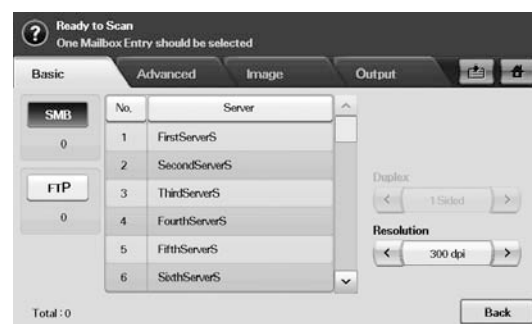 Ready to Scan
One Mailbox Entry should be selected
Basic Advanced Image Output
SMB
0
FTP
0
No. Server
1 FirstServerS
2 SecondServerS
3 ThirdServerS
4 FourthServerS
5 FifthServerS
6 SixthServerS
Duplex
1 Sided
Resolution
300 dpi
Total : 0
Back